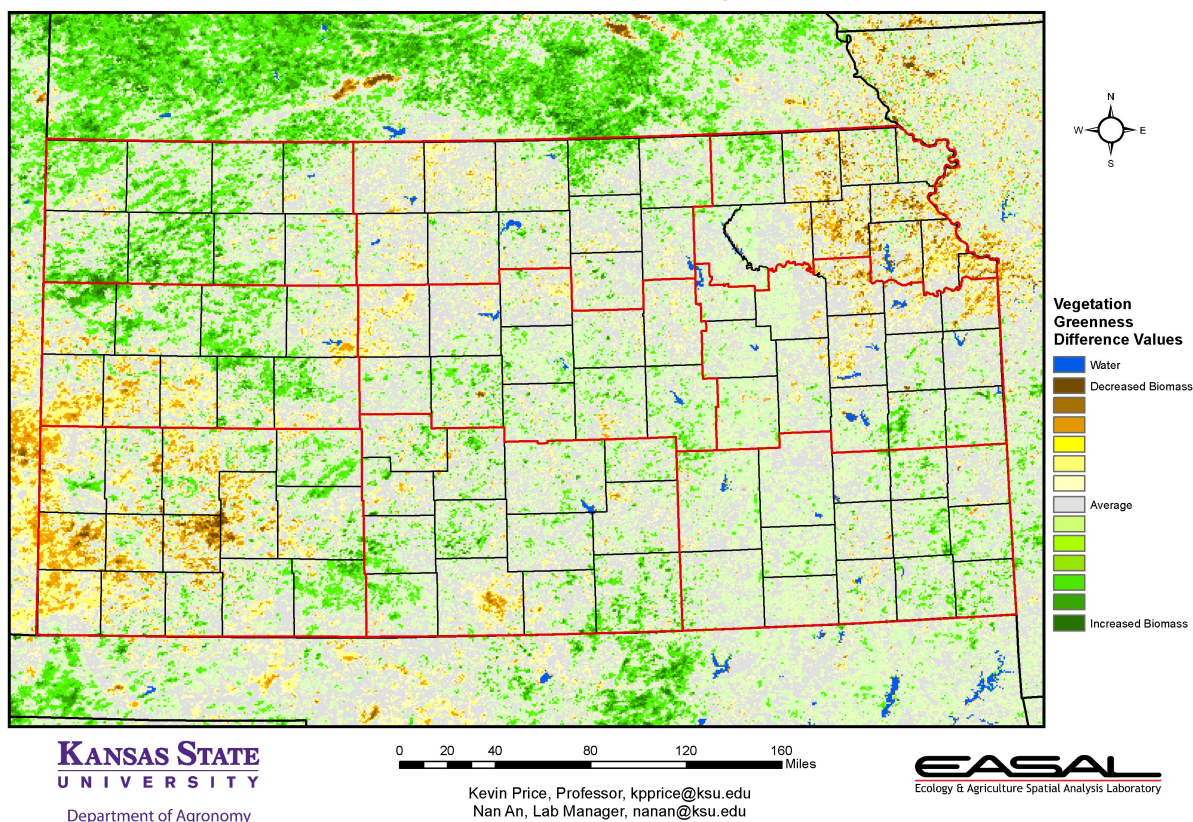 N
W
E
S
Vegetation
Greenness
Difference Values
Water
Decreased Biomass
Average
Increased Biomass
KANSAS STATE
UNIVERSITY
Department of Agronomy
0 20 40 80 120 160
Miles
Kevin Price, Professor, kpprice@ksu.edu
Nan An, Lab Manager, nanan@ksu.edu
EASAL
Ecology & Agriculture Spatial Analysis Laboratory